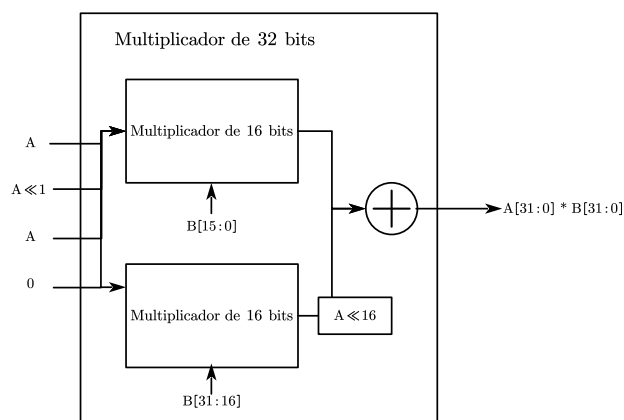 Multiplicador de 32 bits
Multiplicador de 16 bits
A
A≪1
B[15:0]
A[31:0] * B[31:0]
A
0
Multiplicador de 16 bits
A≪16
B[31:16]